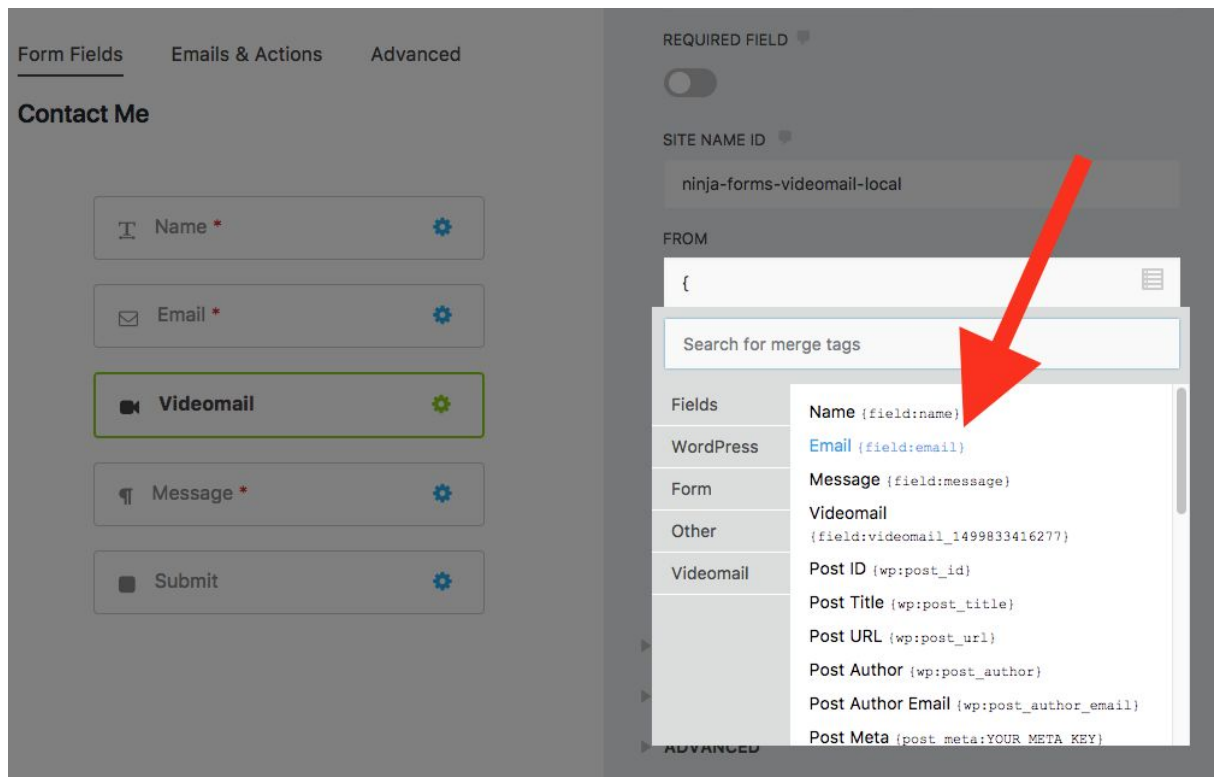 Form Fields Emails & Actions Advanced
Contact Me
Name *
Email *
Videomail
Message *
Submit
REQUIRED FIELD
SITE NAME ID
ninja-forms-videomail-local
FROM
{
Search for merge tags
Fields
WordPress
Form
Other
Videomail
Name {field:name}
Email {field:email}
Message {field:message}
Videomail
{field:videomail_1499833416277}
Post ID {wp:post_id}
Post Title {wp:post_title}
Post URL {wp:post_url}
Post Author {wp:post_author}
Post Author Email {wp:post_author_email}
Post Meta {post_meta:YOUR_META_KEY}
ADVANCED